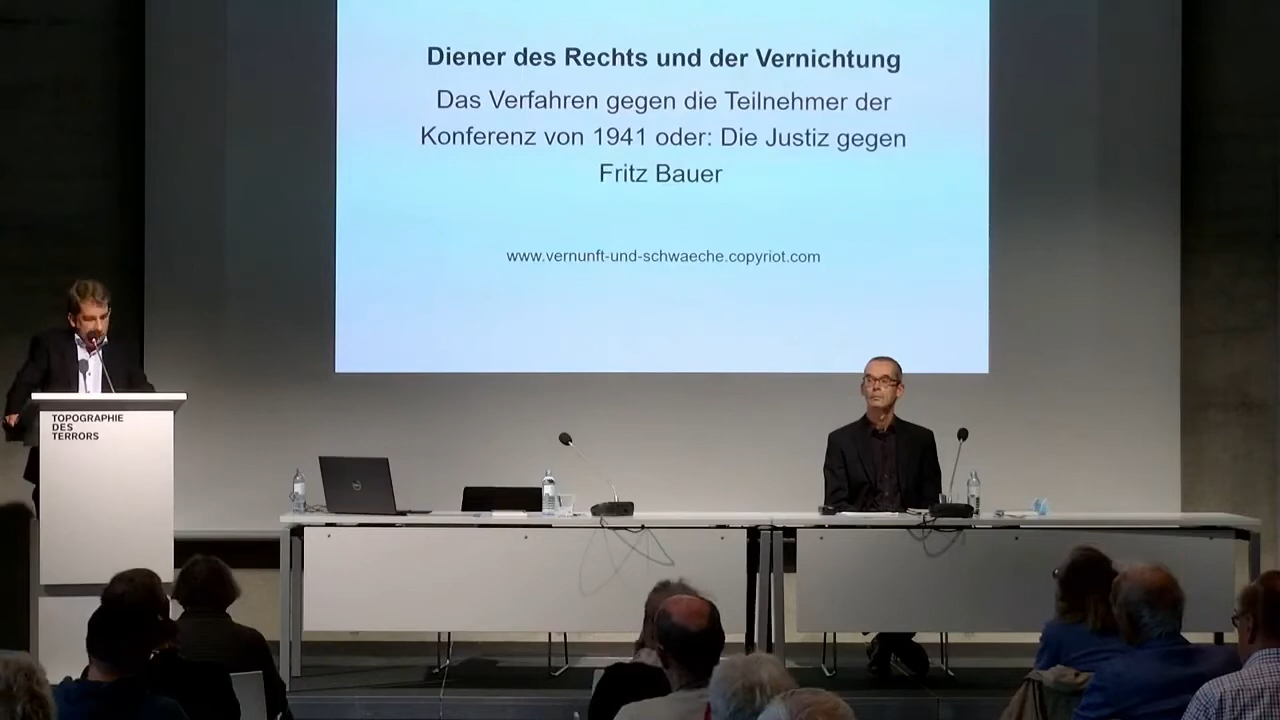 Diener des Rechts und der Vernichtung
Das Verfahren gegen die Teilnehmer der
Konferenz von 1941 oder: Die Justiz gegen
Fritz Bauer
www.vernunft-und-schwaeche.copyriot.com
TOPOGRAPHIE
DES
TERRORS
DELL